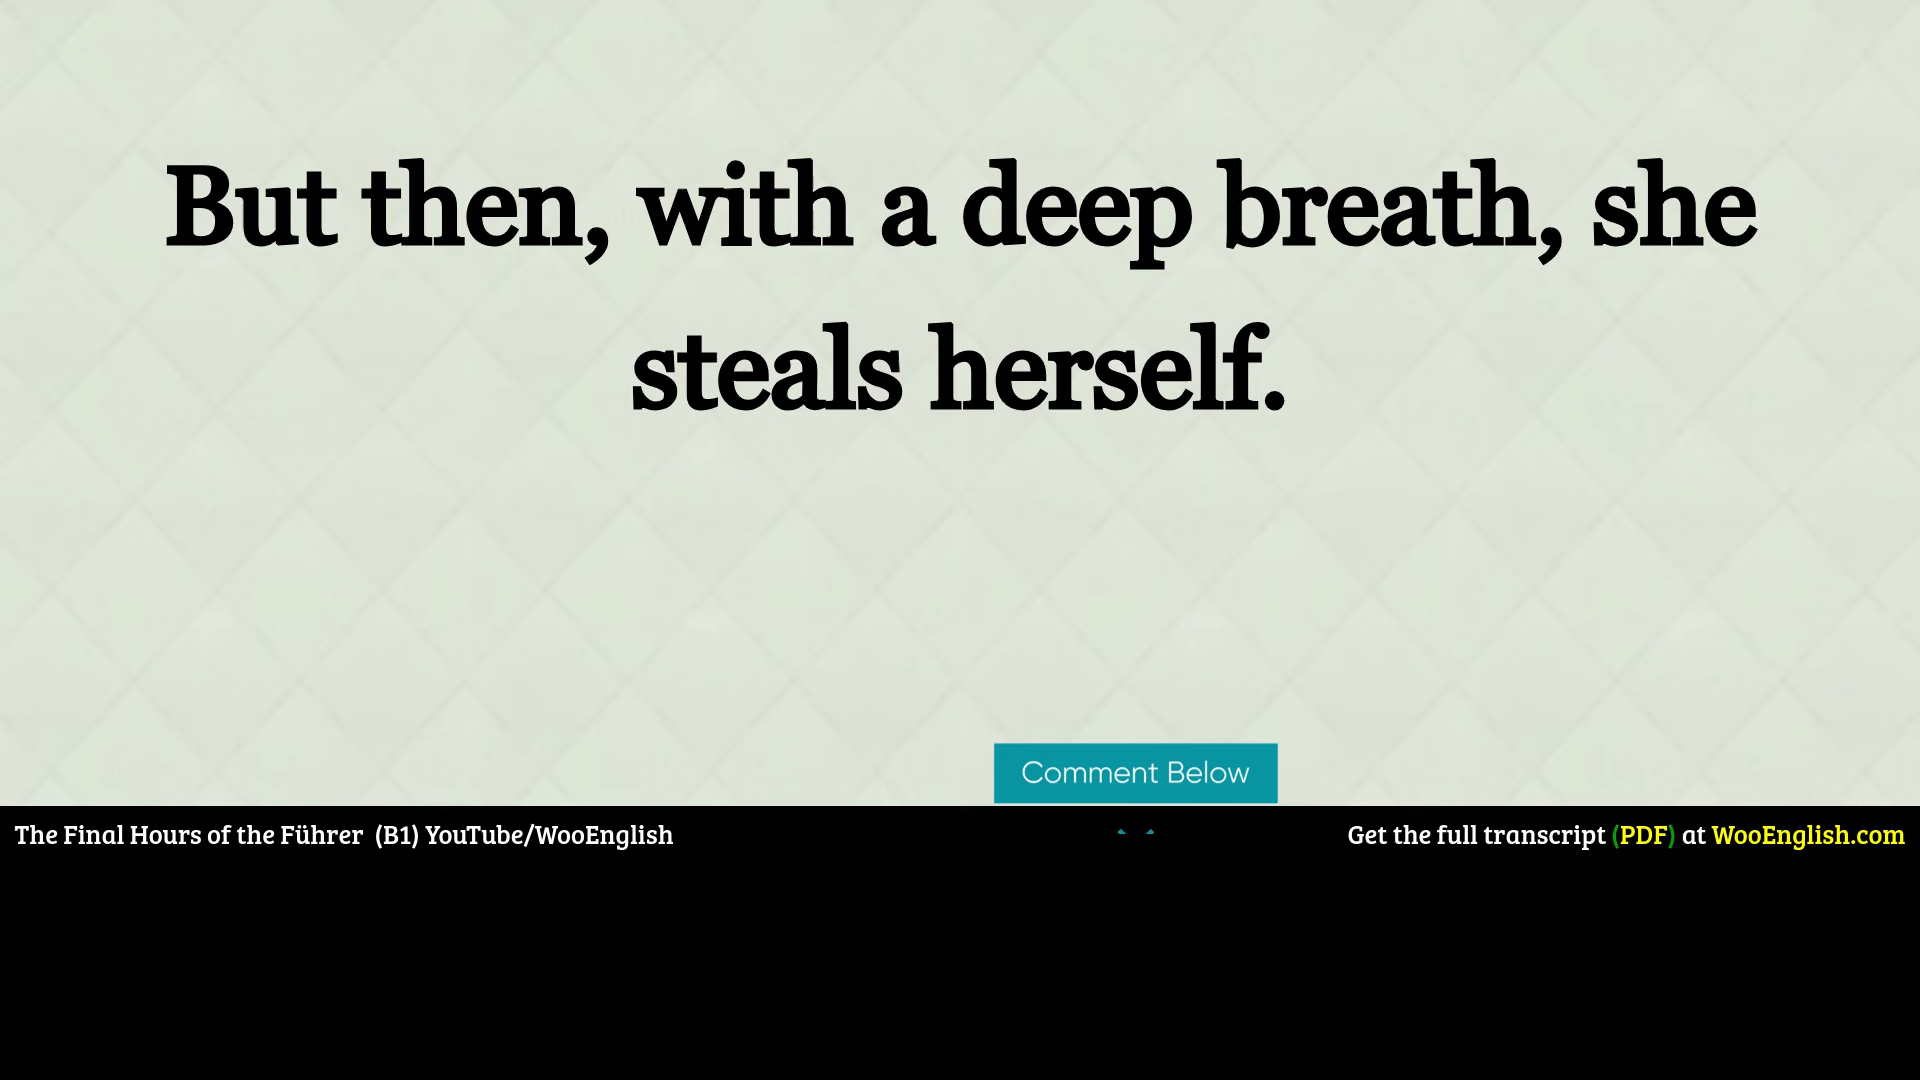 But then, with a deep breath, she
steals herself.
Comment Below
The Final Hours of the Führer (B1) YouTube/WooEnglish
Get the full transcript (PDF) at WooEnglish.com